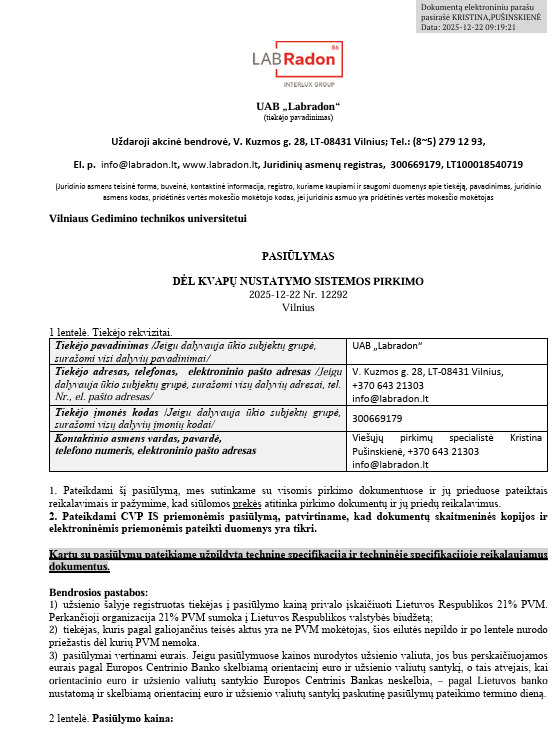 Dokumentą elektroniniu parašu
pasirašė KRISTINA,PUŠINSKIENĖ
Data: 2025-12-22 09:19:21
LABRadon 86
INTERLUX GROUP
UAB „Labradon“
(tiekėjo pavadinimas)
Uždaroji akcinė bendrovė, V. Kuzmos g. 28, LT-08431 Vilnius; Tel.: (8~5) 279 12 93,
El. p. info@labradon.lt, www.labradon.lt, Juridinių asmenų registras, 300669179, LT100018540719
(Juridinio asmens teisinė forma, buveinė, kontaktinė informacija, registro, kuriame kaupiami ir saugomi duomenys apie tiekėją, pavadinimas, juridinio
asmens kodas, pridėtinės vertės mokesčio mokėtojo kodas, jei juridinis asmuo yra pridėtinės vertės mokesčio mokėtojas
Vilniaus Gedimino technikos universitetui
PASIŪLYMAS
DĖL KVAPŲ NUSTATYMO SISTEMOS PIRKIMO
2025-12-22 Nr. 12292
Vilnius
1 lentelė. Tiekėjo rekvizitai.
Tiekėjo pavadinimas /Jeigu dalyvauja ūkio subjektų grupė,
surašomi visi dalyvių pavadinimai/
UAB „Labradon“
Tiekėjo adresas, telefonas, elektroninio pašto adresas /Jeigu
dalyvauja ūkio subjektų grupė, surašomi visų dalyvių adresai, tel.
Nr., el. pašto adresas/
V. Kuzmos g. 28, LT-08431 Vilnius,
+370 643 21303
info@labradon.lt
Tiekėjo įmonės kodas /Jeigu dalyvauja ūkio subjektų grupė,
surašomi visų dalyvių įmonių kodai/
300669179
Kontaktinio asmens vardas, pavardė,
telefono numeris, elektroninio pašto adresas
Viešųjų pirkimų specialistė Kristina
Pušinskienė, +370 643 21303
info@labradon.lt
1. Pateikdami šį pasiūlymą, mes sutinkame su visomis pirkimo dokumentuose ir jų prieduose pateiktais
reikalavimais ir pažymime, kad siūlomos prekės atitinka pirkimo dokumentų ir jų priedų reikalavimus.
2. Pateikdami CVP IS priemonėmis pasiūlymą, patvirtiname, kad dokumentų skaitmeninės kopijos ir
elektroninėmis priemonėmis pateikti duomenys yra tikri.
Kartu su pasiūlymu pateikiame užpildytą techninę specifikaciją ir techninėje specifikacijoje reikalaujamus
dokumentus.
Bendrosios pastabos:
1) užsienio šalyje registruotas tiekėjas į pasiūlymo kainą privalo įskaičiuoti Lietuvos Respublikos 21% PVM.
Perkančioji organizacija 21% PVM sumoka į Lietuvos Respublikos valstybės biudžetą;
2) tiekėjas, kuris pagal galiojančius teisės aktus yra ne PVM mokėtojas, šios eilutės nepildo ir po lentele nurodo
priežastis dėl kurių PVM nemoka.
3) pasiūlymai vertinami eurais. Jeigu pasiūlymuose kainos nurodytos užsienio valiuta, jos bus perskaičiuojamos
eurais pagal Europos Centrinio Banko skelbiamą orientacinį euro ir užsienio valiutų santykį, o tais atvejais, kai
orientacinio euro ir užsienio valiutų santykio Europos Centrinis Bankas neskelbia, – pagal Lietuvos banko
nustatomą ir skelbiamą orientacinį euro ir užsienio valiutų santykį paskutinę pasiūlymų pateikimo termino dieną.
2 lentelė. Pasiūlymo kaina: